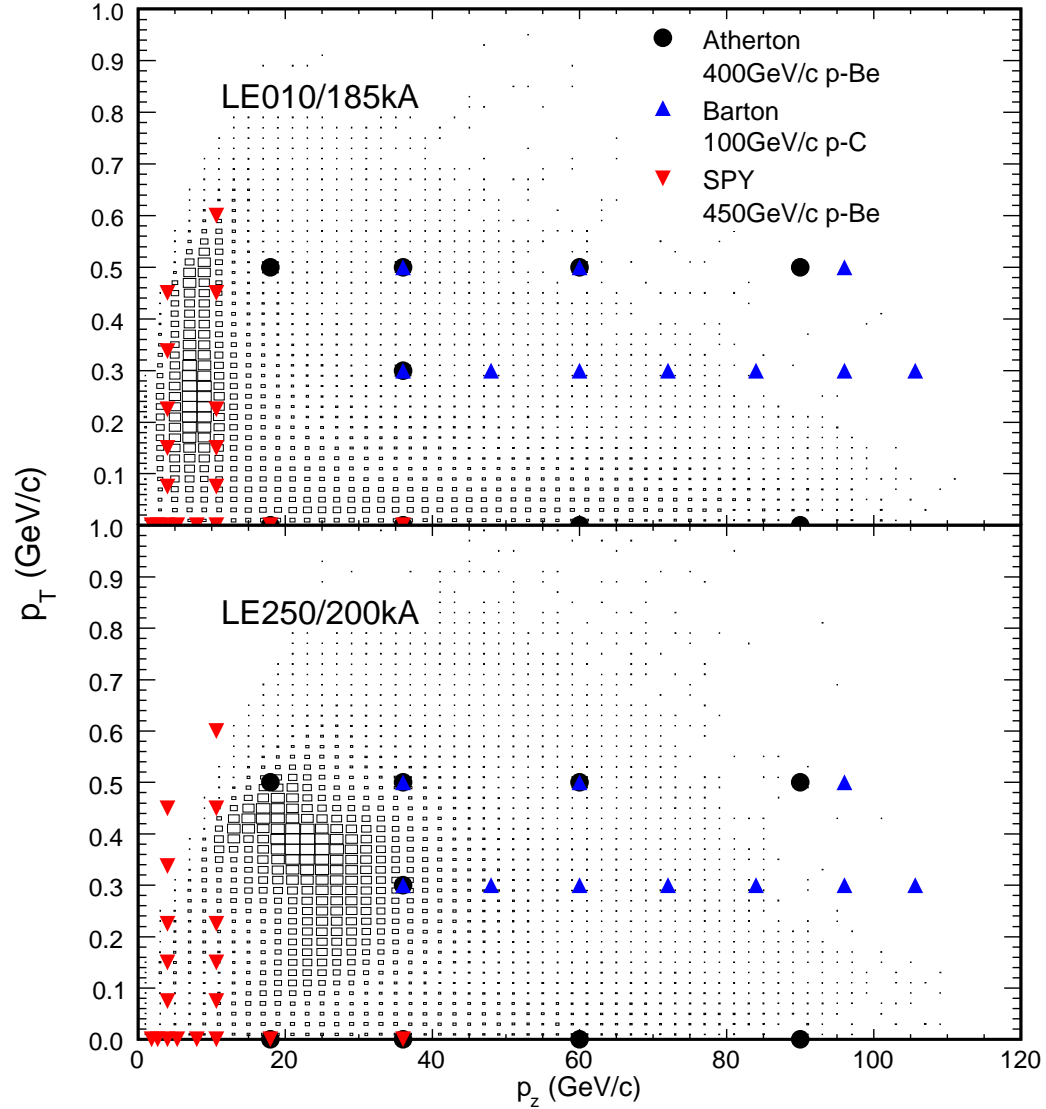 1.0
0.9
0.8
0.7
0.6
0.5
0.4
0.3
0.2
0.1
LE010/185kA
Atherton
400GeV/c p-Be
Barton
100GeV/c p-C
SPY
450GeV/c p-Be
1.0
0.9
0.8
0.7
0.6
0.5
0.4
0.3
0.2
0.1
0.0
LE250/200kA
0 20 40 60 80 100 120
p_T (GeV/c)
p_z (GeV/c)